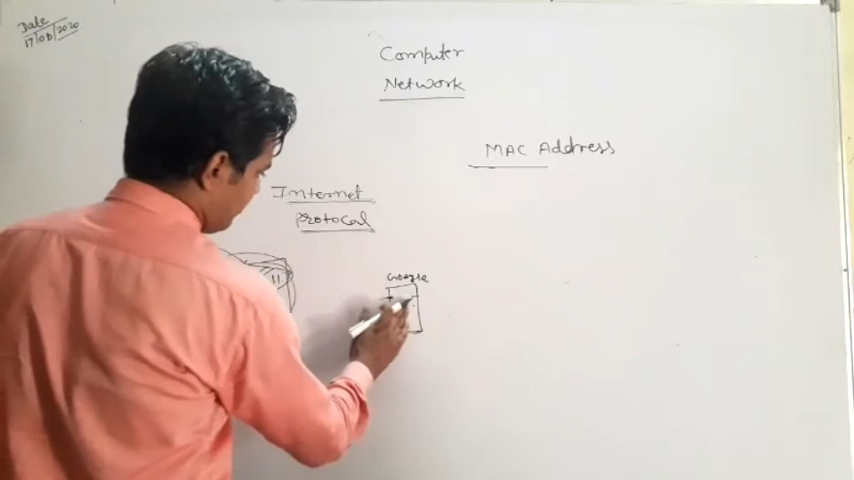 Date
17/08/2020
Computer
Network
MAC Address
Internet
protocol
Google